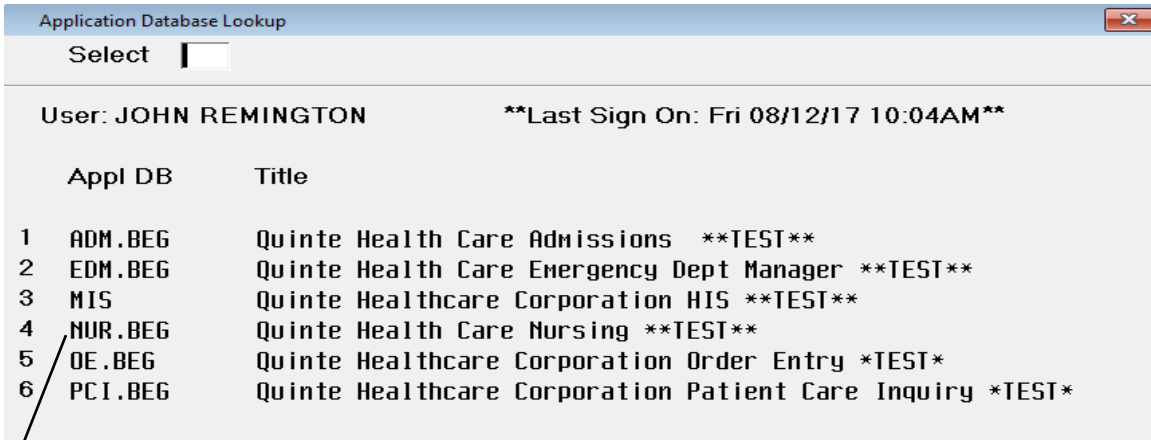 Application Database Lookup
Select
User: JOHN REMINGTON **Last Sign On: Fri 08/12/17 10:04AM**
Appl DB Title
1 ADM.BEG Quinte Health Care Admissions **TEST**
2 EDM.BEG Quinte Health Care Emergency Dept Manager **TEST**
3 MIS Quinte Healthcare Corporation HIS **TEST**
4 NUR.BEG Quinte Health Care Nursing **TEST**
5 OE.BEG Quinte Healthcare Corporation Order Entry *TEST*
6 PCI.BEG Quinte Healthcare Corporation Patient Care Inquiry *TEST*